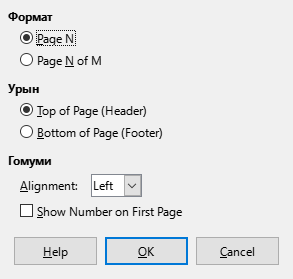 Формат
Page N
Page N of M
Урын
Top of Page (Header)
Bottom of Page (Footer)
Гомуми
Alignment: Left
Show Number on First Page
Help OK Cancel